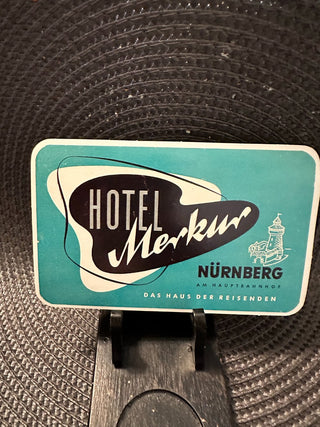 HOTEL
Merkur
NÜRNBERG
AM HAUPTBAHNHOF
DAS HAUS DER REISENDEN